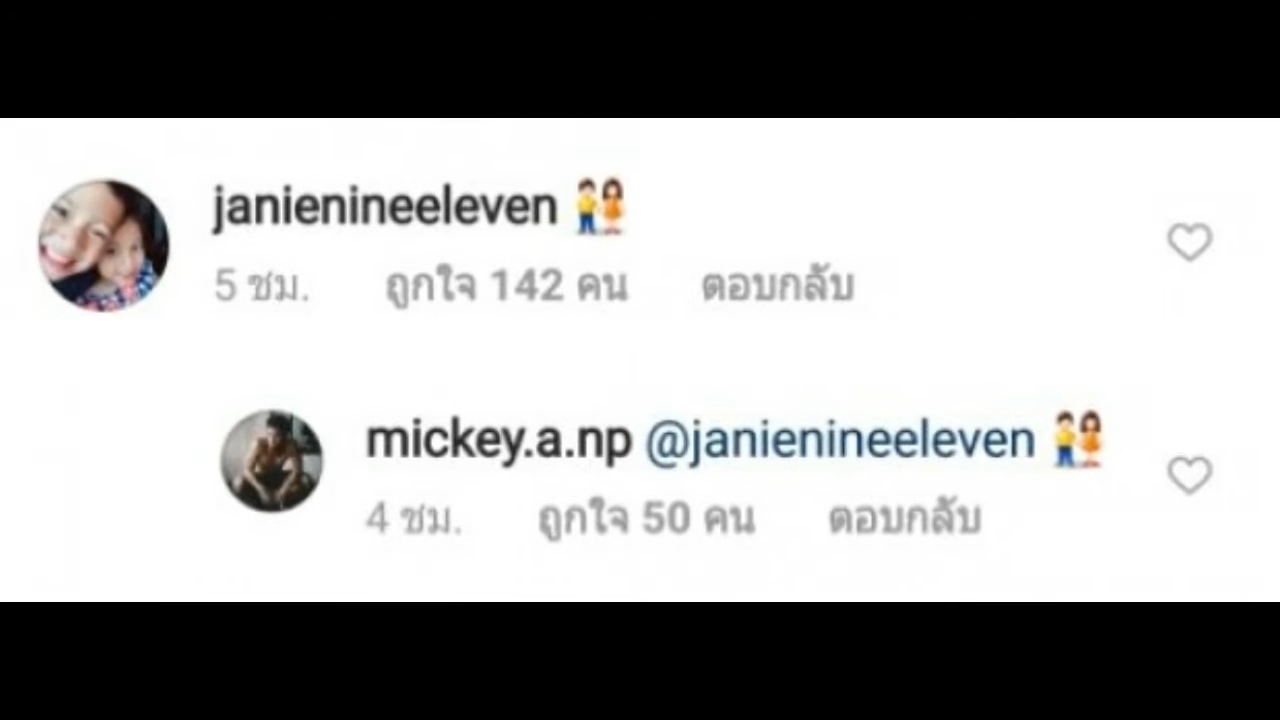 janienineeleven 👫
5 ชม. ถูกใจ 142 คน ตอบกลับ
mickey.a.np @janienineeleven 👫
4 ชม. ถูกใจ 50 คน ตอบกลับ